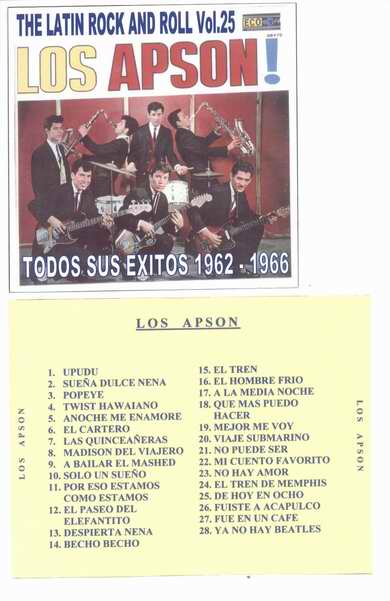 THE LATIN ROCK AND ROLL Vol.25
ECO
LOS APSON!
TODOS SUS EXITOS 1962 - 1966
LOS APSON
1. UPUDU
2. SUEÑA DULCE NENA
3. POPEYE
4. TWIST HAWAIANO
5. ANOCHE ME ENAMORE
6. EL CARTERO
7. LAS QUINCEAÑERAS
8. MADISON DEL VIAJERO
9. A BAILAR EL MASHED
10. SOLO UN SUEÑO
11. POR ESO ESTAMOS
COMO ESTAMOS
12. EL PASEO DEL
ELEFANTITO
13. DESPIERTA NENA
14. BECHO BECHO
15. EL TREN
16. EL HOMBRE FRIO
17. A LA MEDIA NOCHE
18. QUE MAS PUEDO
HACER
19. MEJOR ME VOY
20. VIAJE SUBMARINO
21. NO PUEDE SER
22. MI CUENTO FAVORITO
23. NO HAY AMOR
24. EL TREN DE MEMPHIS
25. DE HOY EN OCHO
26. FUISTE A ACAPULCO
27. FUE EN UN CAFE
28. YA NO HAY BEATLES
LOS APSON
LOS APSON